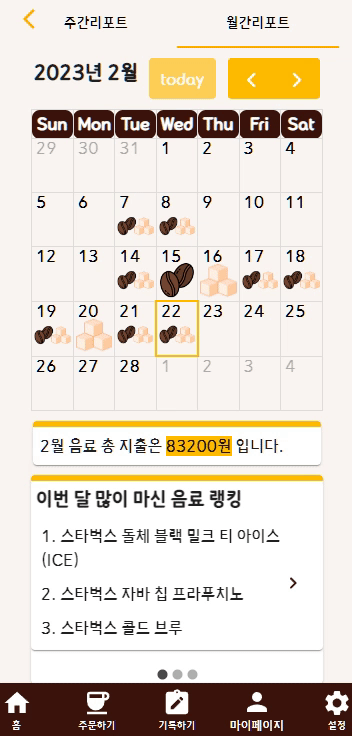 주간리포트 월간리포트
2023년 2월 today
Sun Mon Tue Wed Thu Fri Sat
29 30 31 1 2 3 4
5 6 7 8 9 10 11
12 13 14 15 16 17 18
19 20 21 22 23 24 25
26 27 28 1 2 3 4
2월 음료 총 지출은 83200원 입니다.
이번 달 많이 마신 음료 랭킹
1. 스타벅스 돌체 블랙 밀크 티 아이스
(ICE)
2. 스타벅스 자바 칩 프라푸치노
3. 스타벅스 콜드 브루
홈 주문하기 기록하기 마이페이지 설정